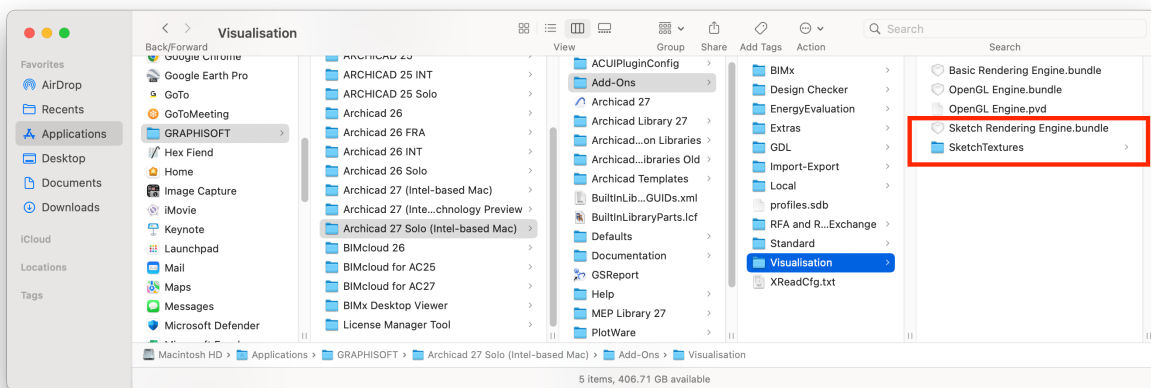 Visualisation
Search
Back/Forward
View
Group
Share
Add Tags
Action
Search
Favorites
AirDrop
Recents
Applications
Desktop
Documents
Downloads
iCloud
Locations
Tags
Google Chrome
Google Earth Pro
GoTo
GoToMeeting
GRAPHISOFT
Hex Fiend
Home
Image Capture
iMovie
Keynote
Launchpad
Mail
Maps
Messages
Microsoft Defender
ARCHICAD 25
ARCHICAD 25 INT
ARCHICAD 25 Solo
Archicad 26
Archicad 26 FRA
Archicad 26 INT
Archicad 26 Solo
Archicad 27 (Intel-based Mac)
Archicad 27 (Inte...chnology Preview
Archicad 27 Solo (Intel-based Mac)
BIMcloud 26
BIMcloud for AC25
BIMcloud for AC27
BIMx Desktop Viewer
License Manager Tool
ACUIPluginConfig
Add-Ons
Archicad 27
Archicad Library 27
Archicad...on Libraries
Archicad...ibraries Old
Archicad Templates
BuiltInLib...GUIDs.xml
BuiltInLibraryParts.lcf
Defaults
Documentation
GSReport
Help
MEP Library 27
PlotWare
BIMx
Design Checker
EnergyEvaluation
Extras
GDL
Import-Export
Local
profiles.sdb
RFA and R...Exchange
Standard
Visualisation
XReadCfg.txt
Basic Rendering Engine.bundle
OpenGL Engine.bundle
OpenGL Engine.pvd
Sketch Rendering Engine.bundle
SketchTextures
Macintosh HD › Applications › GRAPHISOFT › Archicad 27 Solo (Intel-based Mac) › Add-Ons › Visualisation
5 items, 406.71 GB available